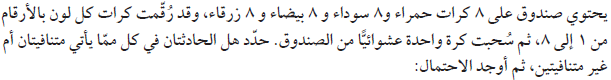 يحتوي صندوق على ٨ كرات حمراء و٨ سوداء و ٨ بيضاء و ٨ زرقاء، وقد رُقّمت كرات كل لون بالأرقام
من ١ إلى ٨، ثم سُحبت كرة واحدة عشوائيًّا من الصندوق. حدّد هل الحادثتان في كل ممّا يأتي متنافيتان أم
غير متنافيتين، ثم أوجد الاحتمال: